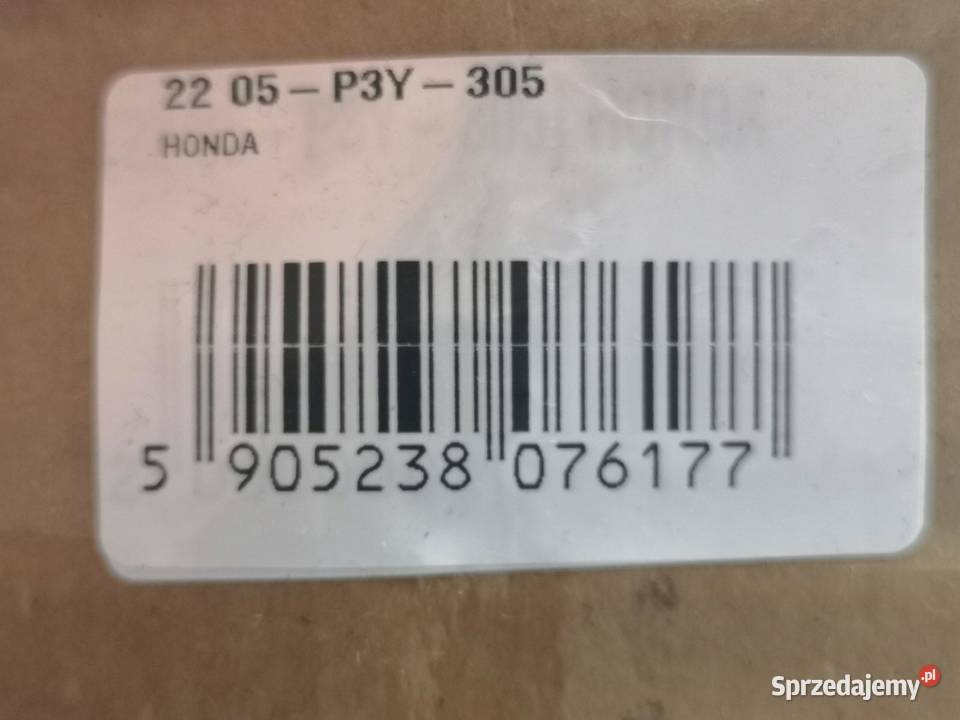 22 05-P3Y-305
HONDA
5 905238 076177
Sprzedajemy.pl